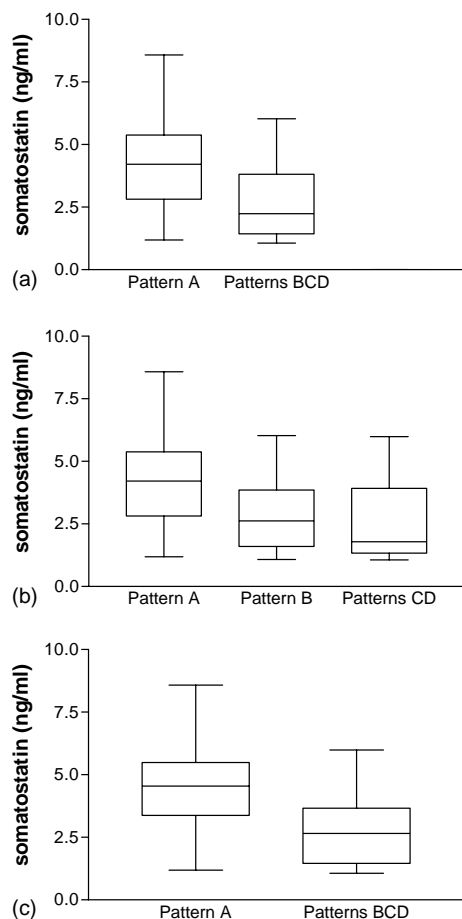 somatostatin (ng/ml)
10.0
7.5
5.0
2.5
0.0
Pattern A Patterns BCD
(a)
somatostatin (ng/ml)
10.0
7.5
5.0
2.5
0.0
Pattern A Pattern B Patterns CD
(b)
somatostatin (ng/ml)
10.0
7.5
5.0
2.5
0.0
Pattern A Patterns BCD
(c)